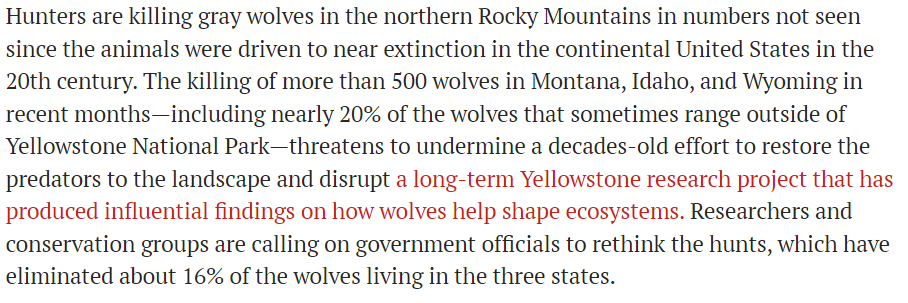 Hunters are killing gray wolves in the northern Rocky Mountains in numbers not seen
since the animals were driven to near extinction in the continental United States in the
20th century. The killing of more than 500 wolves in Montana, Idaho, and Wyoming in
recent months—including nearly 20% of the wolves that sometimes range outside of
Yellowstone National Park—threatens to undermine a decades-old effort to restore the
predators to the landscape and disrupt a long-term Yellowstone research project that has
produced influential findings on how wolves help shape ecosystems. Researchers and
conservation groups are calling on government officials to rethink the hunts, which have
eliminated about 16% of the wolves living in the three states.